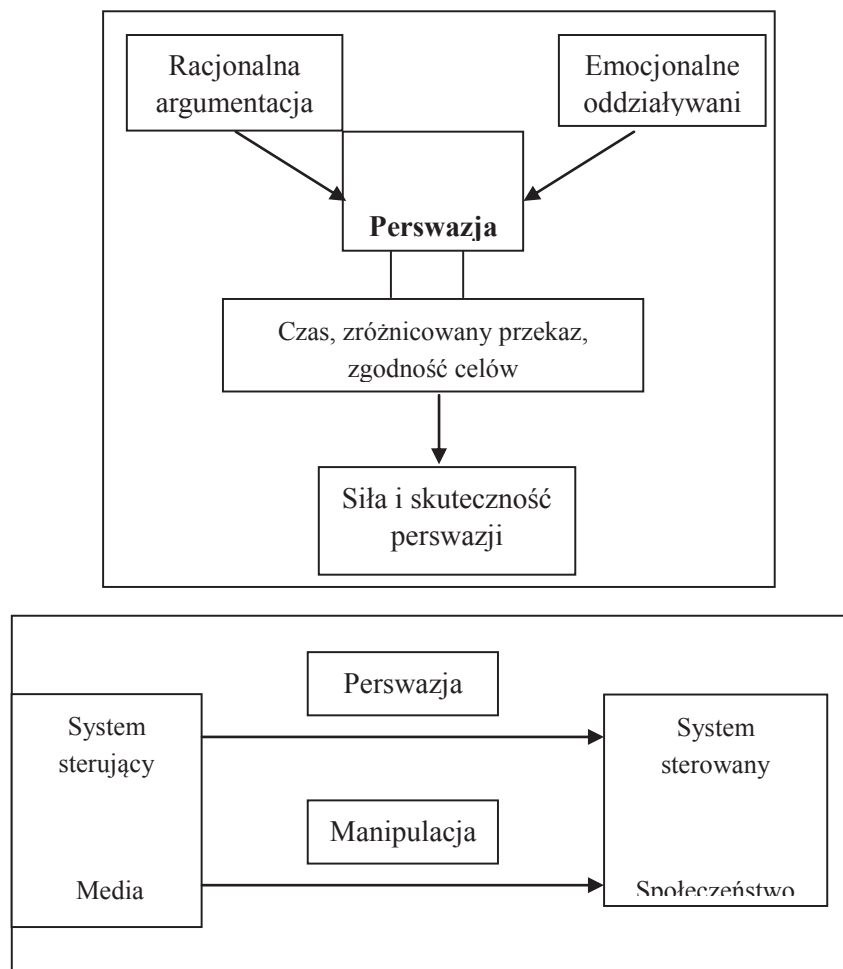 Racjonalna
argumentacja
Emocjonalne
oddziaływani
Perswazja
Czas, zróżnicowany przekaz,
zgodność celów
Siła i skuteczność
perswazji
Perswazja
System
sterujący
System
sterowany
Manipulacja
Media
Społeczeństwo